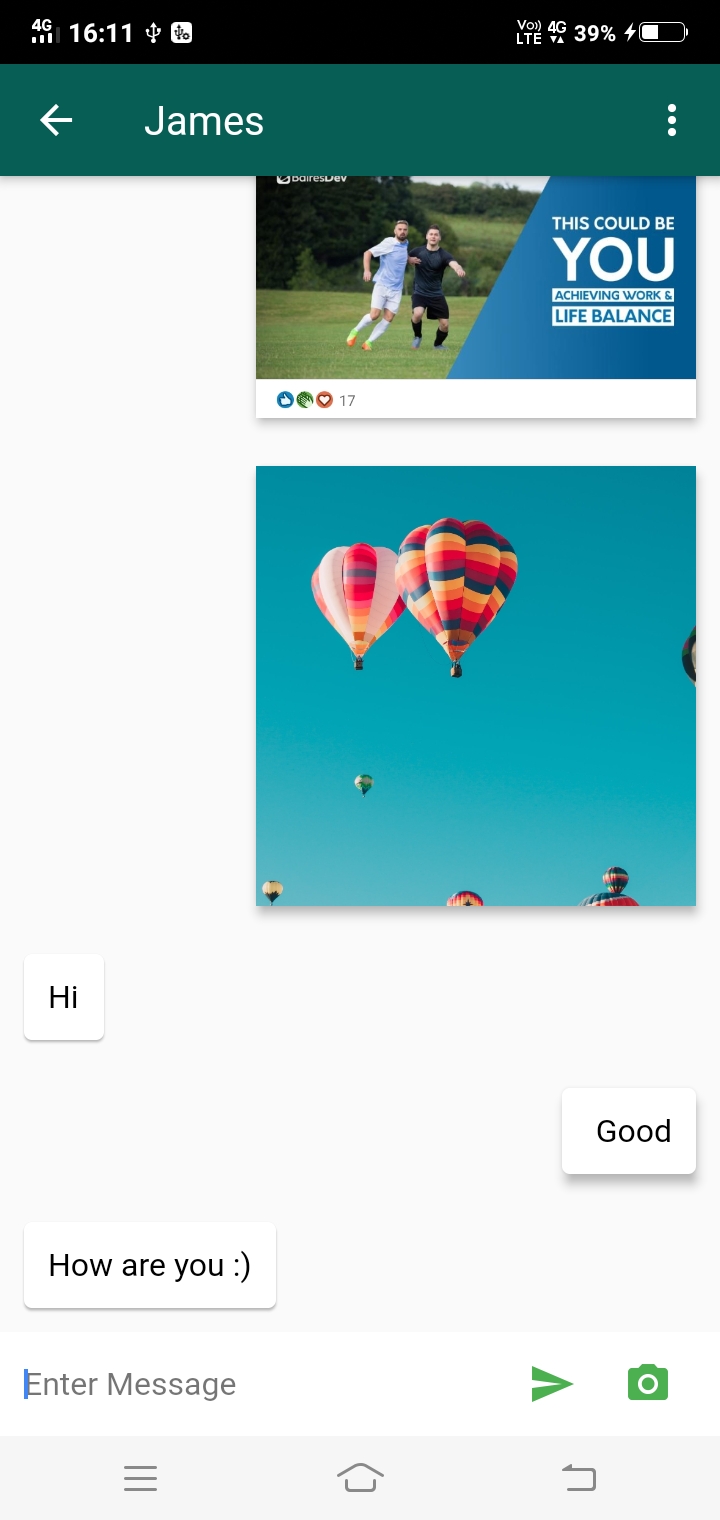 4G 16:11 Vo)) LTE 4G 39%
James
BairesDev
THIS COULD BE
YOU
ACHIEVING WORK &
LIFE BALANCE
17
Hi
Good
How are you :)
Enter Message